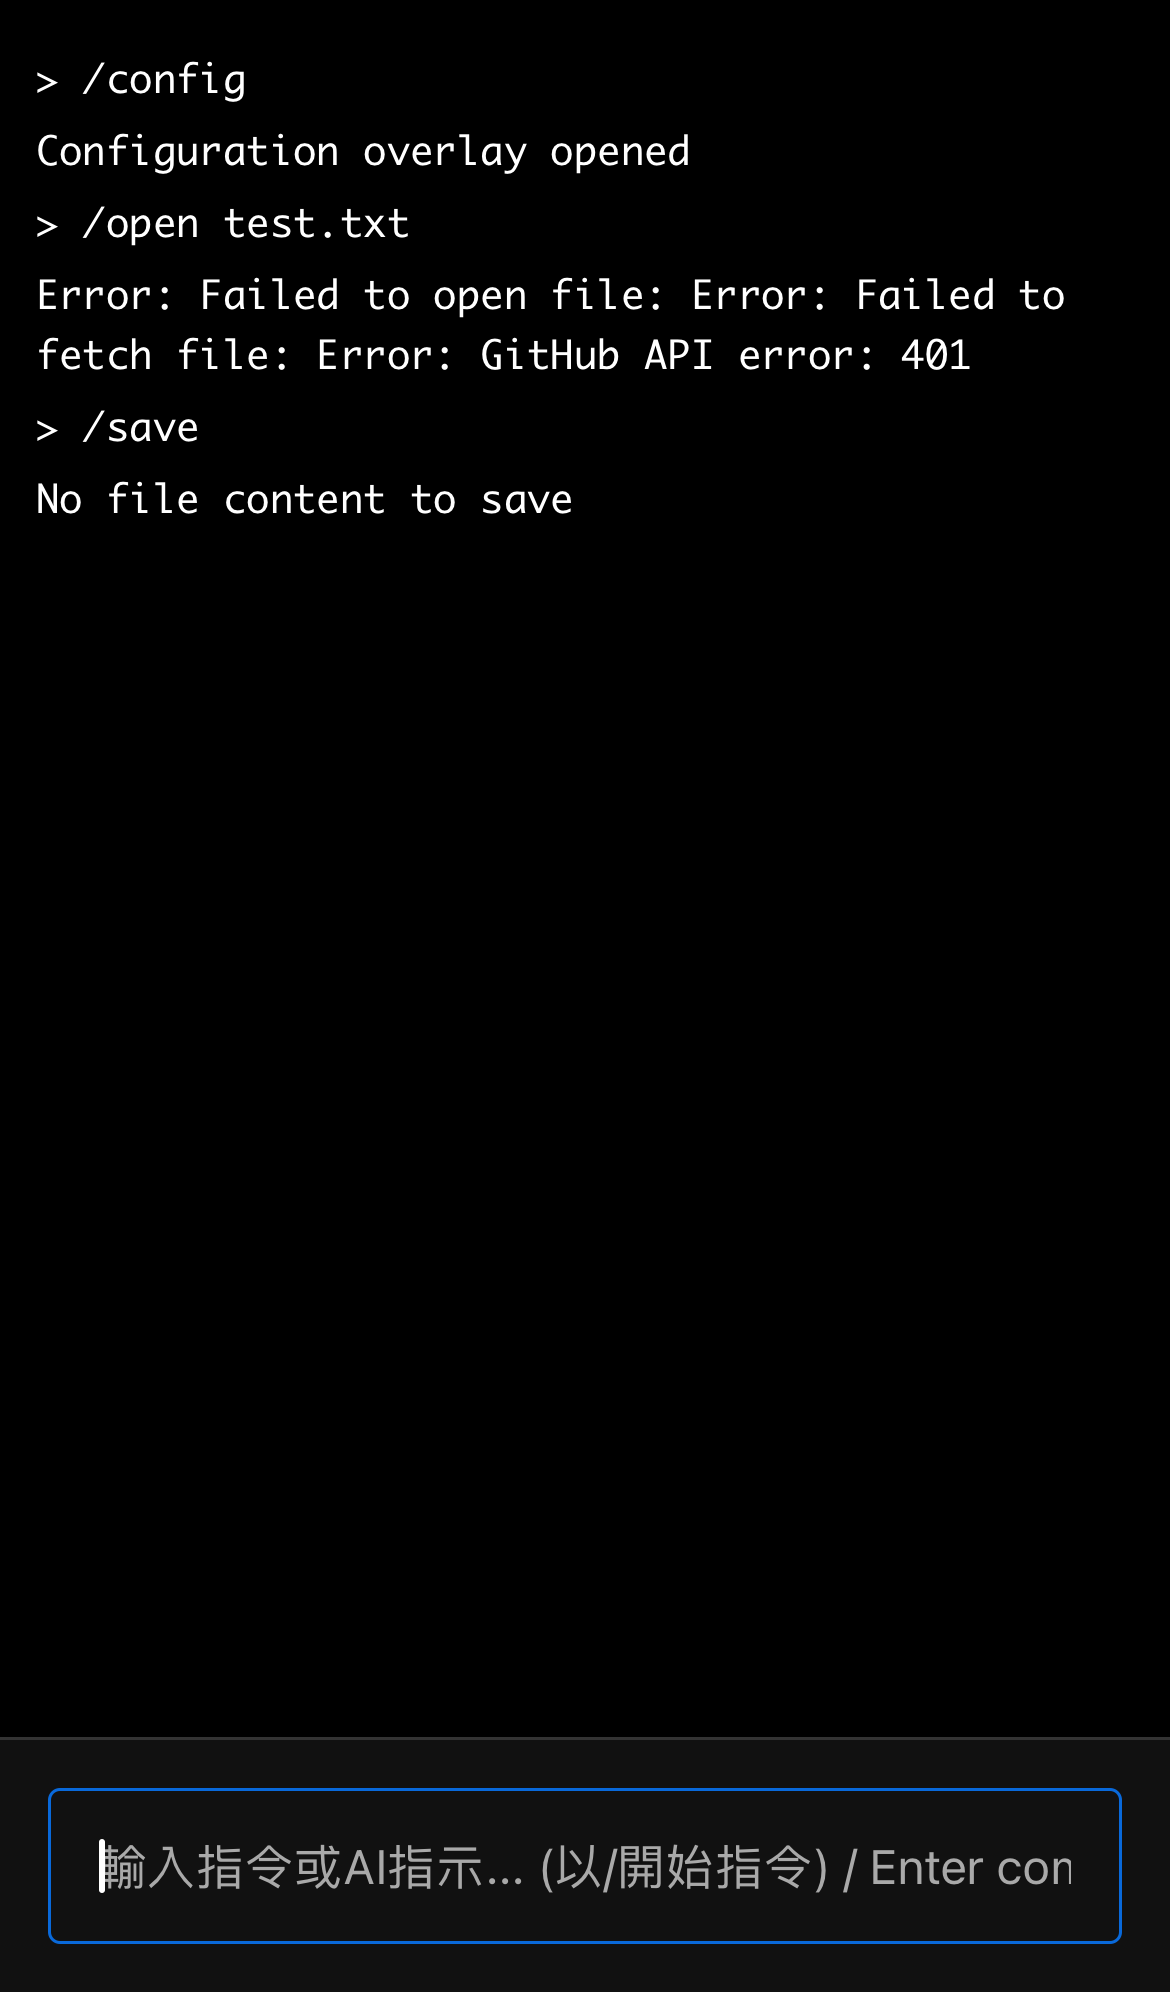 > /config
Configuration overlay opened
> /open test.txt
Error: Failed to open file: Error: Failed to
fetch file: Error: GitHub API error: 401
> /save
No file content to save
輸入指令或AI指示... (以/開始指令) / Enter con